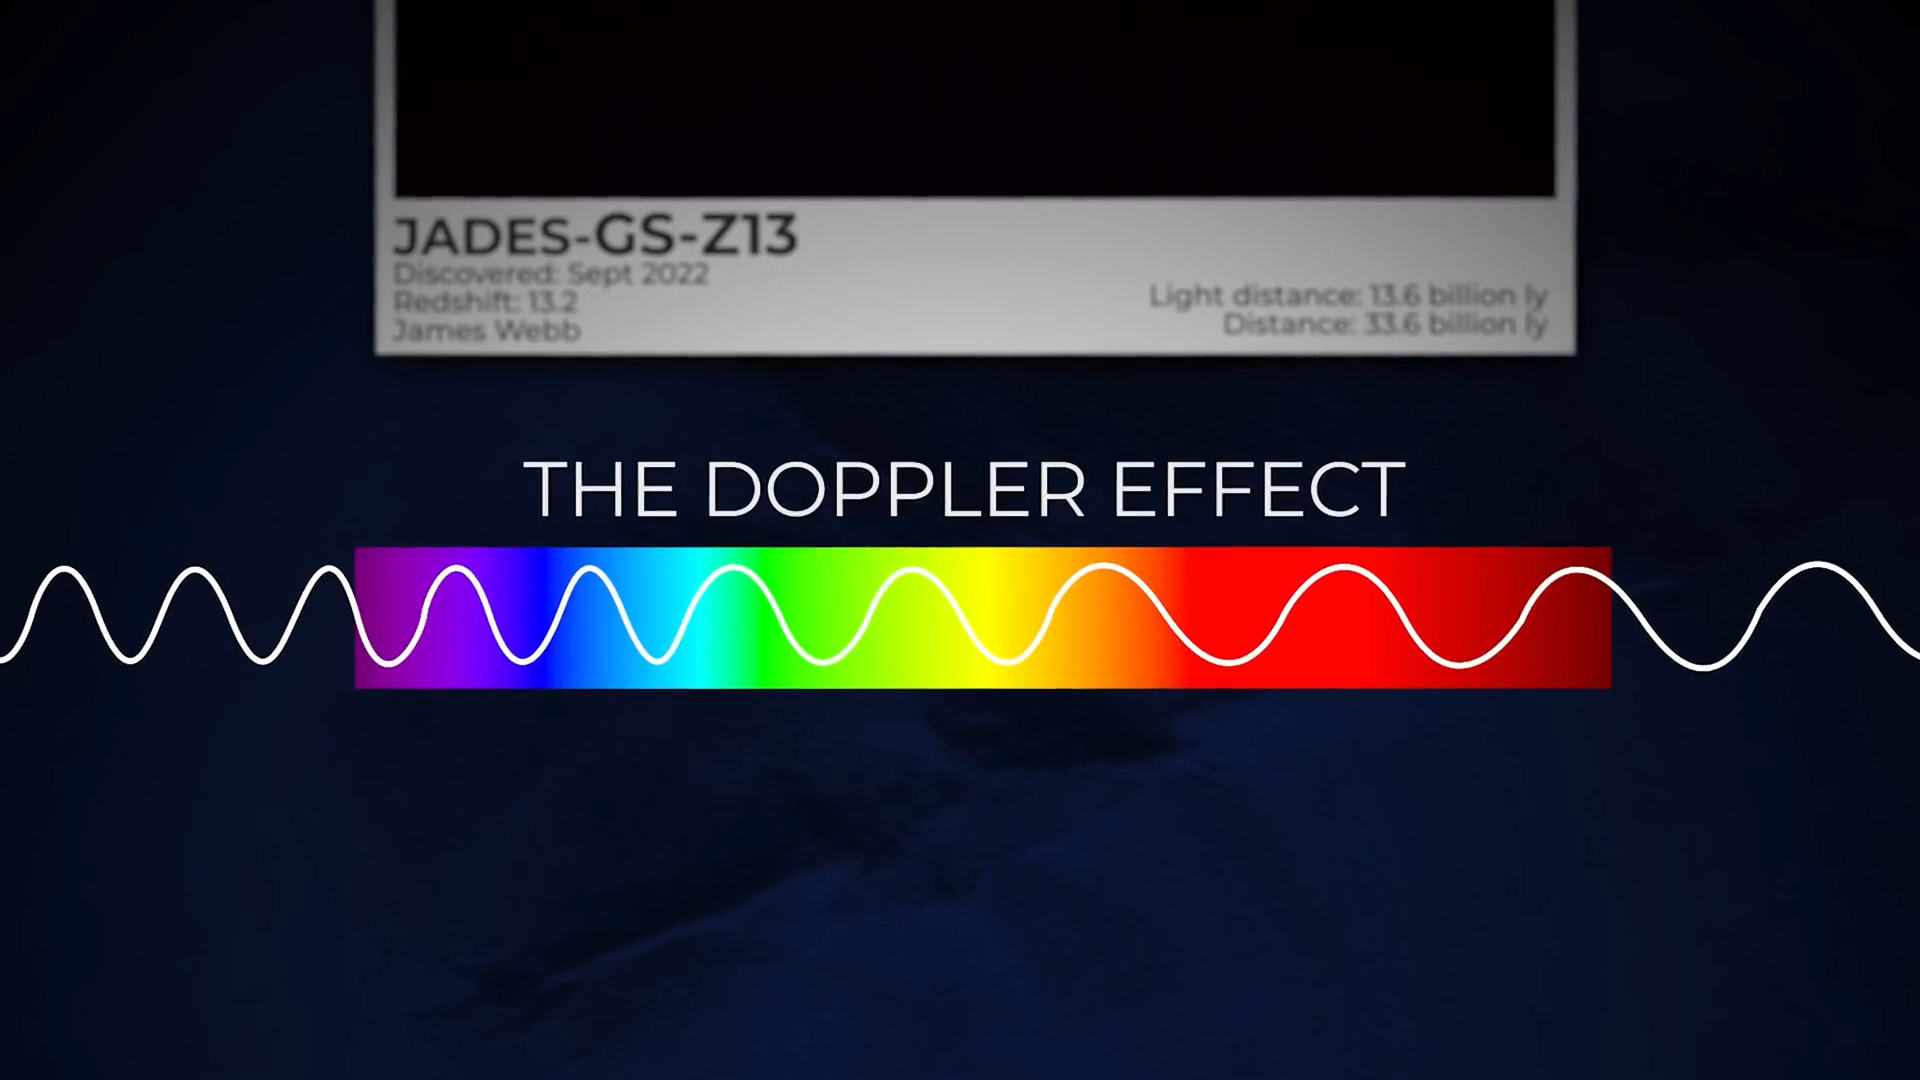 JADES-GS-Z13
Discovered: Sept 2022
Redshift: 13.2
James Webb
Light distance: 13.6 billion ly
Distance: 33.6 billion ly
THE DOPPLER EFFECT